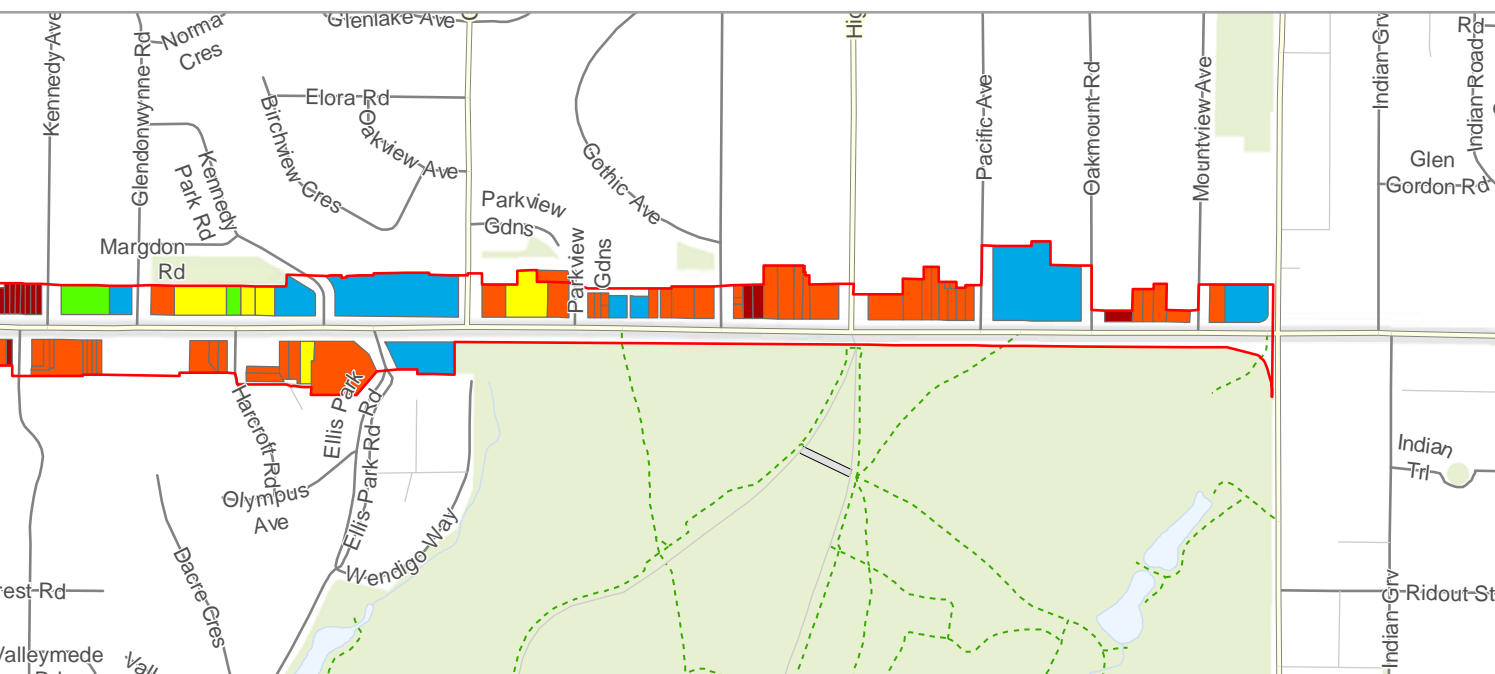 Kennedy Ave
Glendonwynne Rd
Norma
Cres
Glenlake Ave
Elora Rd
Oakview Ave
Birchview Cres
Kennedy
Park Rd
Margdon
Rd
Parkview
Gdns
Parkview
Gdns
Gothic Ave
Pacific Ave
Oakmount Rd
Mountview Ave
Indian Grv
Rd
Indian Road
Glen
Gordon Rd
Harcroft Rd
Ellis Park
Rd
Ellis Park Rd
Olympus
Ave
Wendigo Way
Dacre Cres
rest Rd
Valleymede
Indian
Trl
Indian Grv
Ridout St